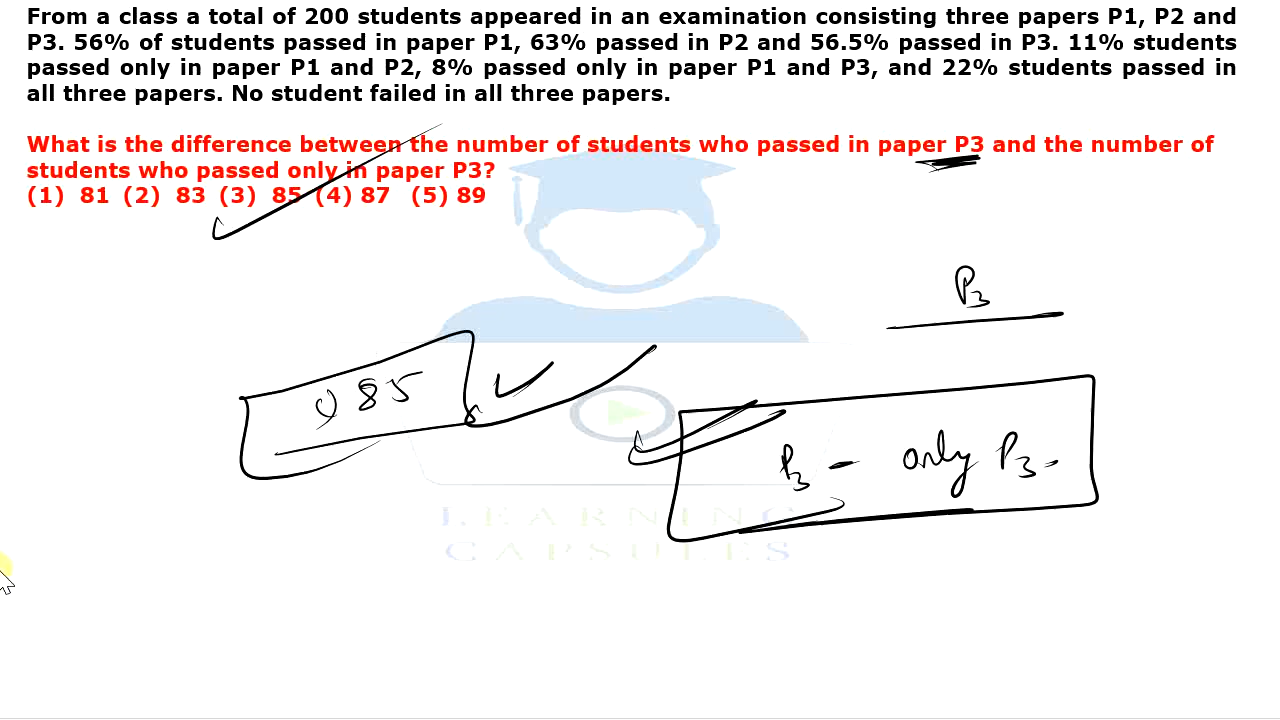 From a class a total of 200 students appeared in an examination consisting three papers P1, P2 and
P3. 56% of students passed in paper P1, 63% passed in P2 and 56.5% passed in P3. 11% students
passed only in paper P1 and P2, 8% passed only in paper P1 and P3, and 22% students passed in
all three papers. No student failed in all three papers.
What is the difference between the number of students who passed in paper P3 and the number of
students who passed only in paper P3?
(1) 81 (2) 83 (3) 85 (4) 87 (5) 89
P3
85
P3 - only P3 -
LEARNING
CAPSULES